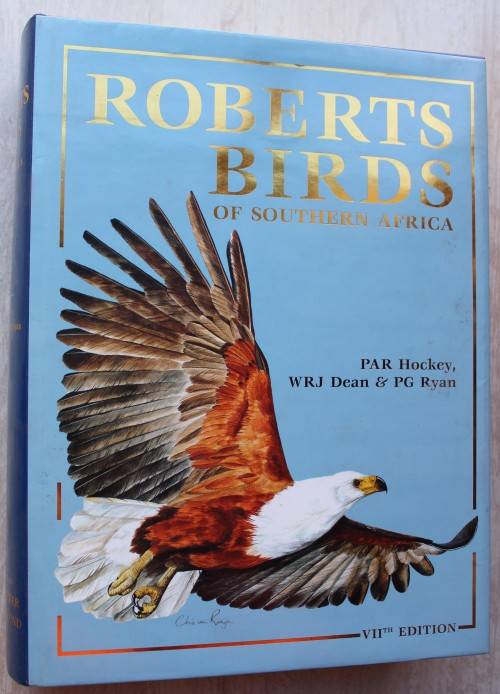 ROBERTS
BIRDS
OF SOUTHERN AFRICA
PAR Hockey,
WRJ Dean & PG Ryan
VIITH EDITION